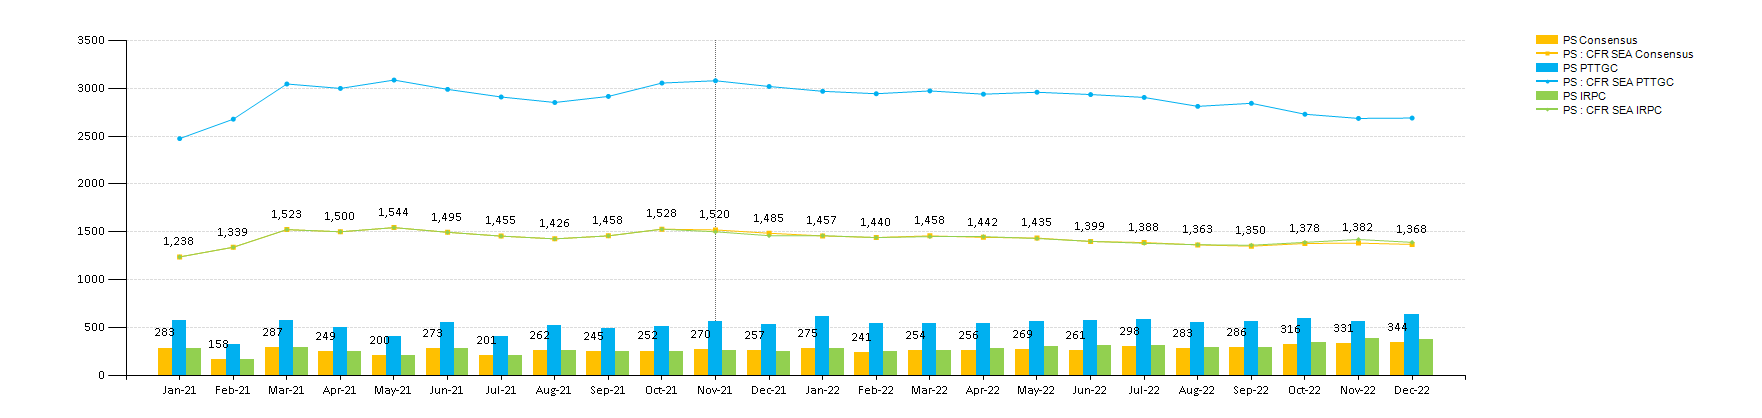 3500
3000
2500
2000
1500
1000
500
0
1,238 1,339 1,523 1,500 1,544 1,495 1,455 1,426 1,458 1,528 1,520 1,485 1,457 1,440 1,458 1,442 1,435 1,399 1,388 1,363 1,350 1,378 1,382 1,368
283 158 287 249 200 273 201 262 245 252 270 257 275 241 254 256 269 261 298 283 286 316 331 344
Jan-21 Feb-21 Mar-21 Apr-21 May-21 Jun-21 Jul-21 Aug-21 Sep-21 Oct-21 Nov-21 Dec-21 Jan-22 Feb-22 Mar-22 Apr-22 May-22 Jun-22 Jul-22 Aug-22 Sep-22 Oct-22 Nov-22 Dec-22
PS Consensus
PS : CFR SEA Consensus
PS PTTGC
PS : CFR SEA PTTGC
PS IRPC
PS : CFR SEA IRPC